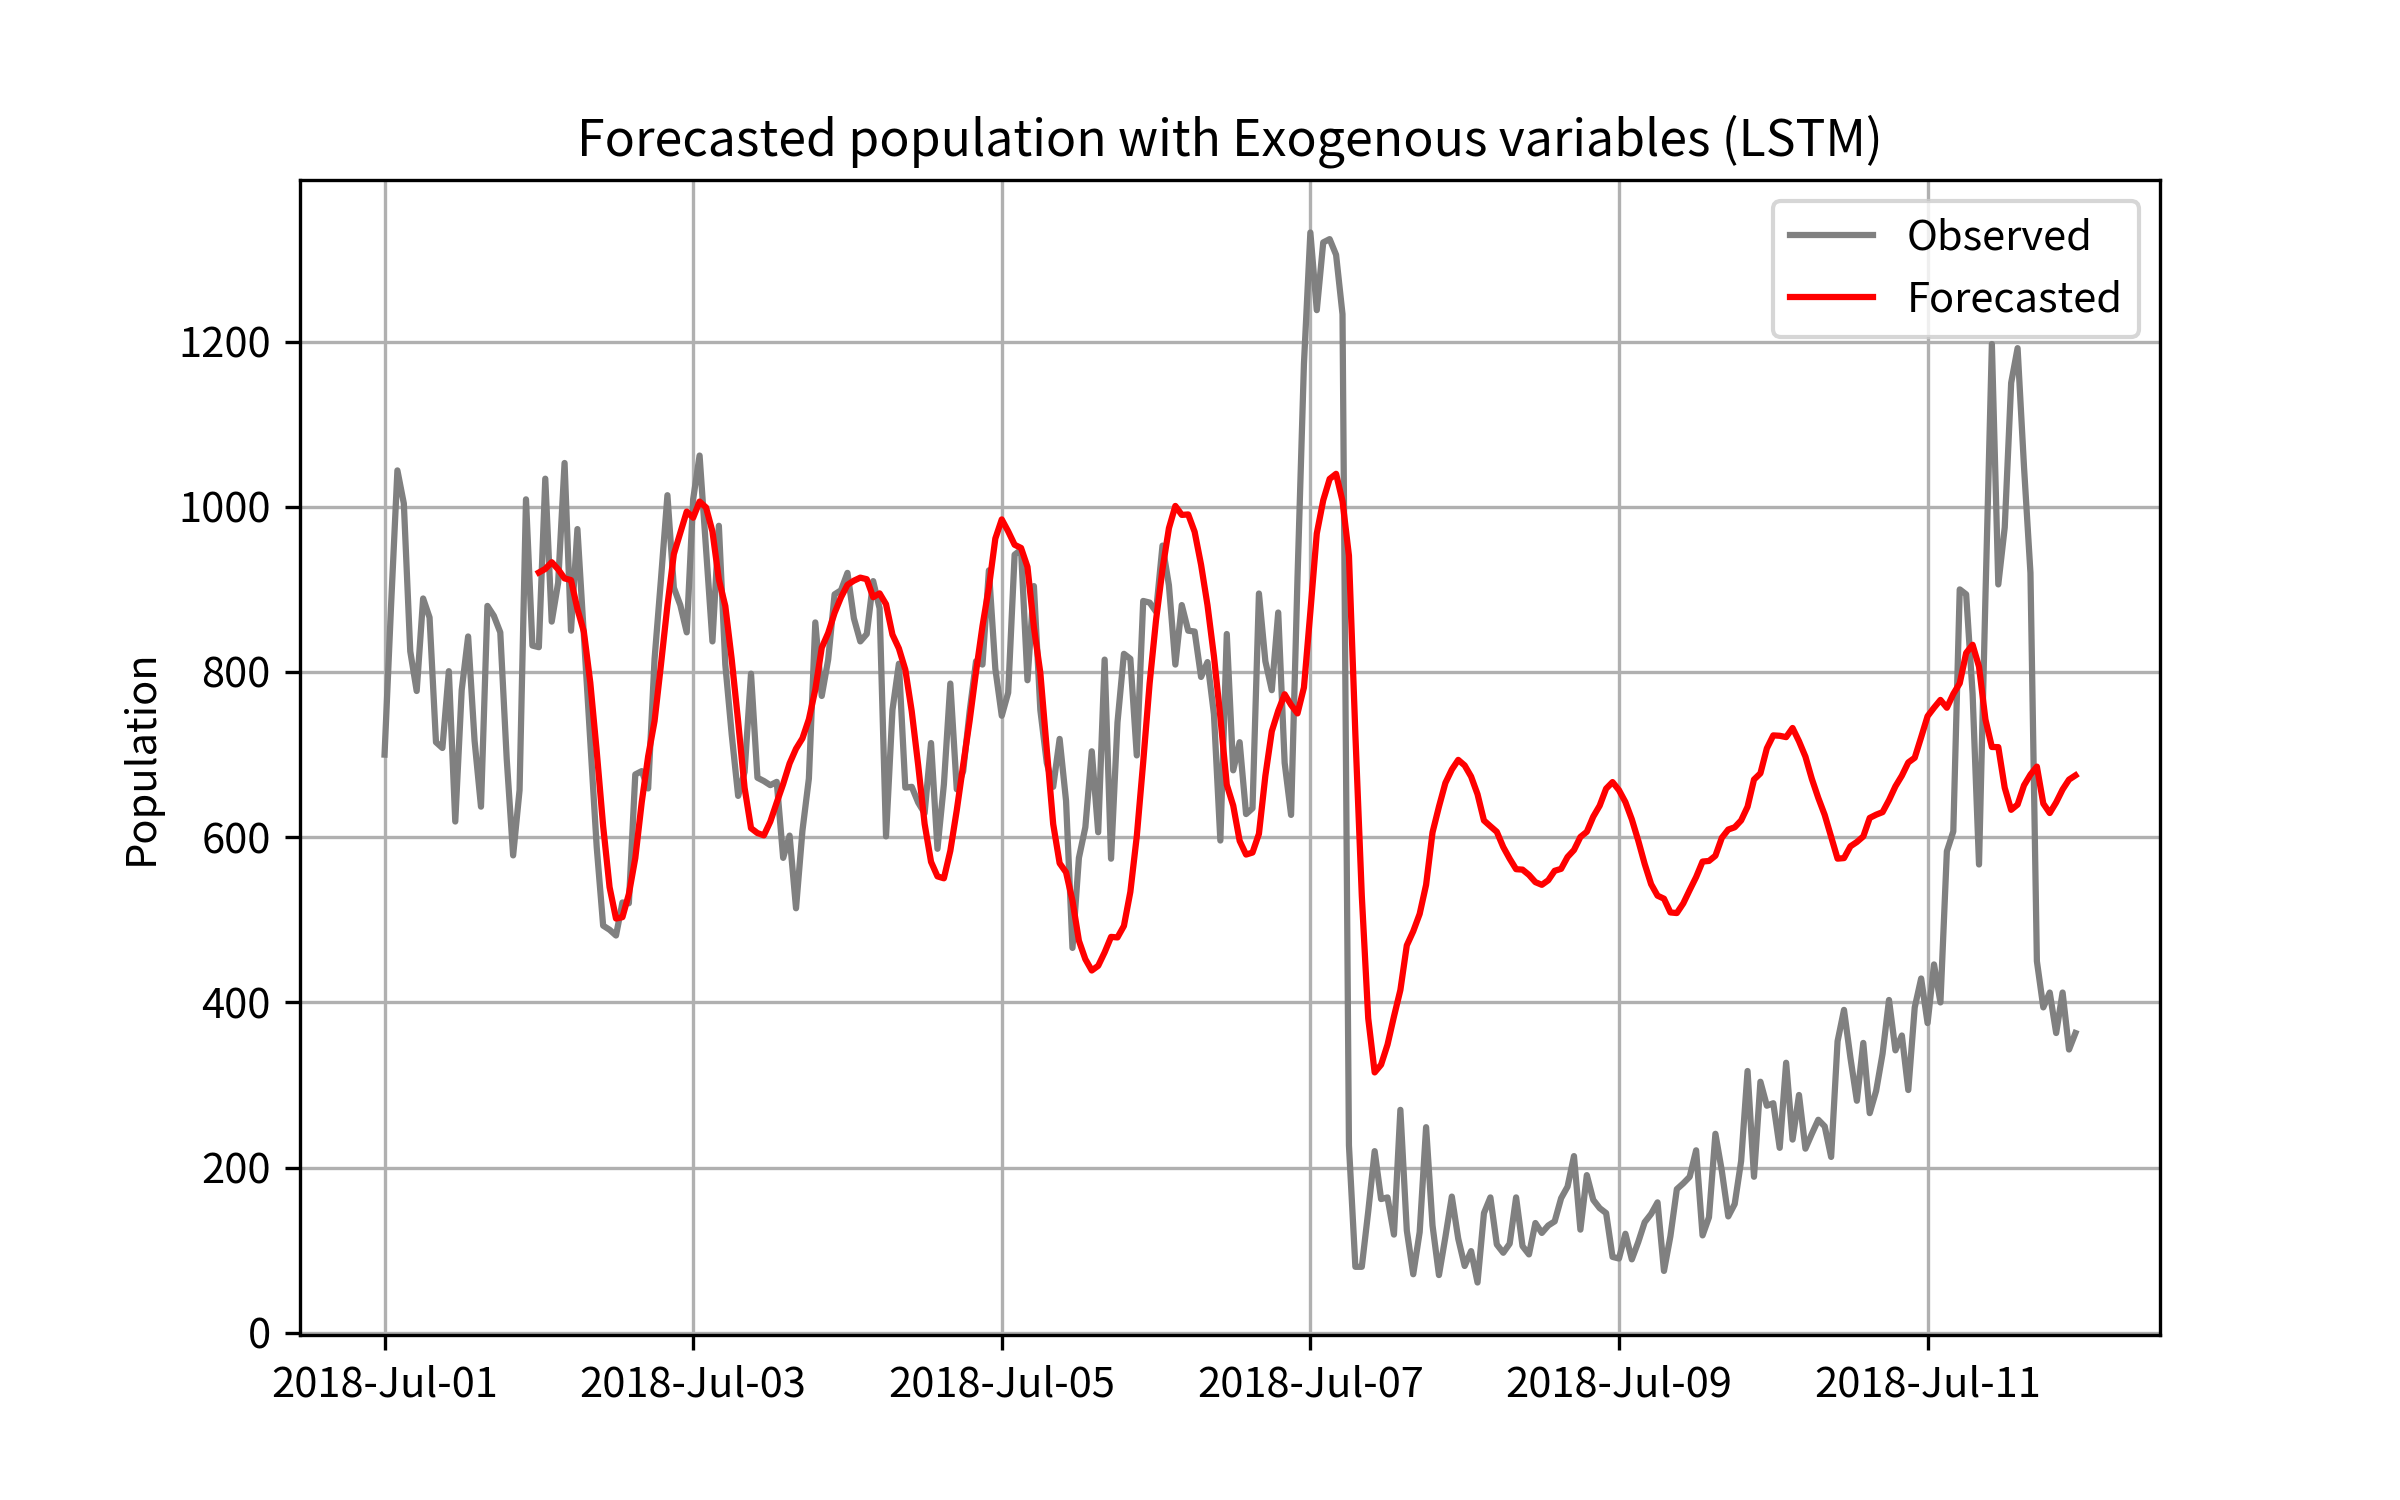 Forecasted population with Exogenous variables (LSTM)
Observed
Forecasted
Population
1200
1000
800
600
400
200
0
2018-Jul-01 2018-Jul-03 2018-Jul-05 2018-Jul-07 2018-Jul-09 2018-Jul-11